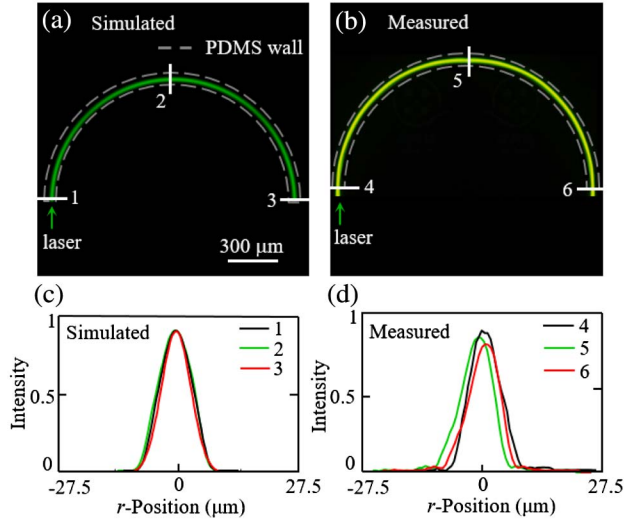 (a) Simulated
PDMS wall
2
1
3
laser
300 μm
(b) Measured
5
4
6
laser
(c)
1
Simulated
1
2
3
0.5
Intensity
0
-27.5
0
27.5
r-Position (μm)
(d)
1
Measured
4
5
6
0.5
Intensity
0
-27.5
0
27.5
r-Position (μm)